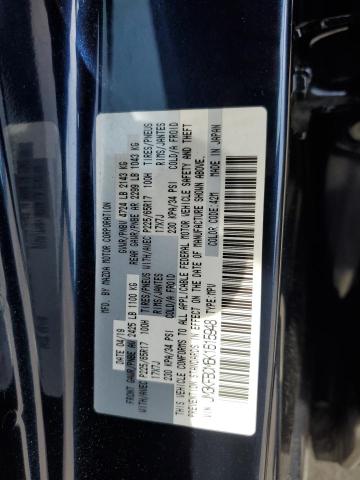 MFD. BY MAZDA MOTOR CORPORATION
DATE 04/19 GVWR/PNBV 4724 LB 2143 KG
FRONT GAWR/PNBE AV 2425 LB 1100 KG REAR GAWR/PNBE AR 2299 LB 1043 KG
WITH/AVEC P225/65R17 100H TIRES/PNEUS WITH/AVEC P225/65R17 100H TIRES/PNEUS
17X7J RIMS/JANTES 17X7J RIMS/JANTES
230 KPA/34 PSI COLD/A FROID 230 KPA/34 PSI COLD/A FROID
THIS VEHICLE CONFORMS TO ALL APPLICABLE FEDERAL MOTOR VEHICLE SAFETY AND THEFT
PREVENTION STANDARDS IN EFFECT ON THE DATE OF MANUFACTURE SHOWN ABOVE.
COLOR: 42M MADE IN JAPAN
TYPE:MPV